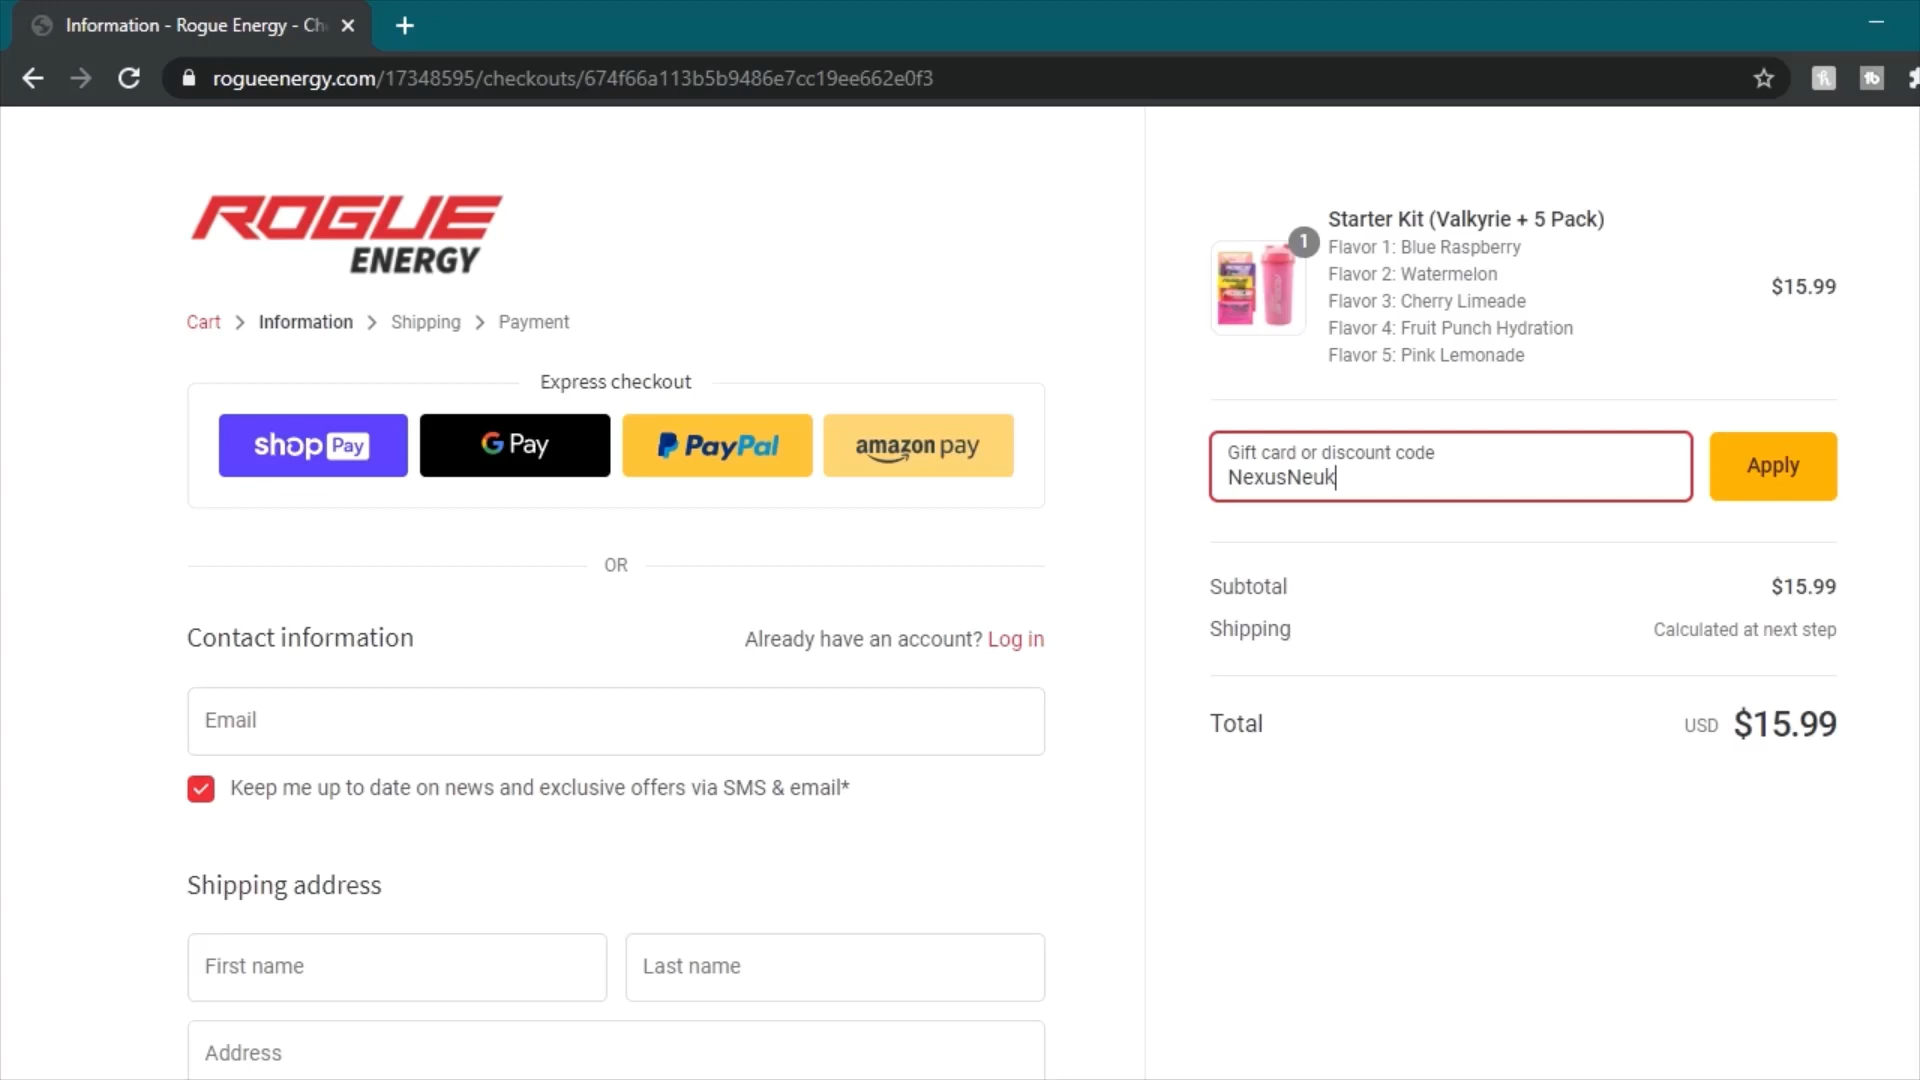 Information - Rogue Energy - Ch
rogueenergy.com/17348595/checkouts/674f66a113b5b9486e7cc19ee662e0f3
ROGUE
ENERGY
Cart > Information > Shipping > Payment
Express checkout
shop Pay
G Pay
PayPal
amazon pay
OR
Contact information
Already have an account? Log in
Email
Keep me up to date on news and exclusive offers via SMS & email*
Shipping address
First name
Last name
Address
1
Starter Kit (Valkyrie + 5 Pack)
Flavor 1: Blue Raspberry
Flavor 2: Watermelon
Flavor 3: Cherry Limeade
Flavor 4: Fruit Punch Hydration
Flavor 5: Pink Lemonade
$15.99
Gift card or discount code
NexusNeuk
Apply
Subtotal
$15.99
Shipping
Calculated at next step
Total
USD $15.99